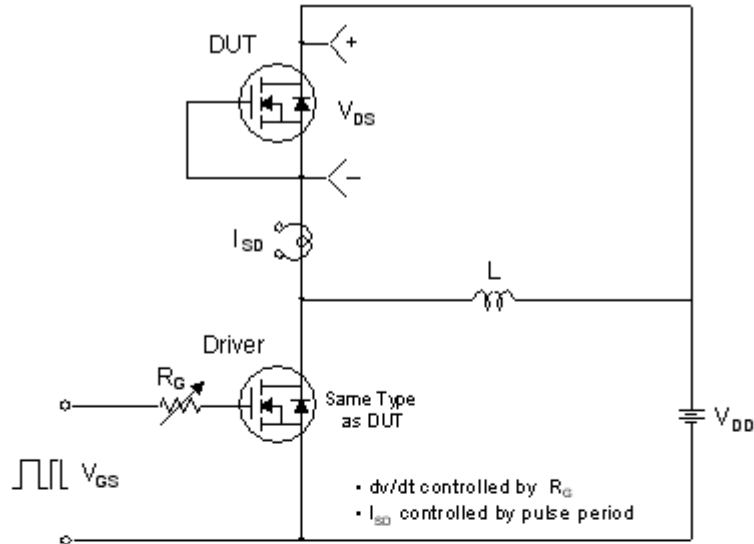 DUT
+
V_DS
−
I_SD
L
Driver
R_G
Same Type
as DUT
V_DD
V_GS
• dv/dt controlled by R_G
• I_SD controlled by pulse period